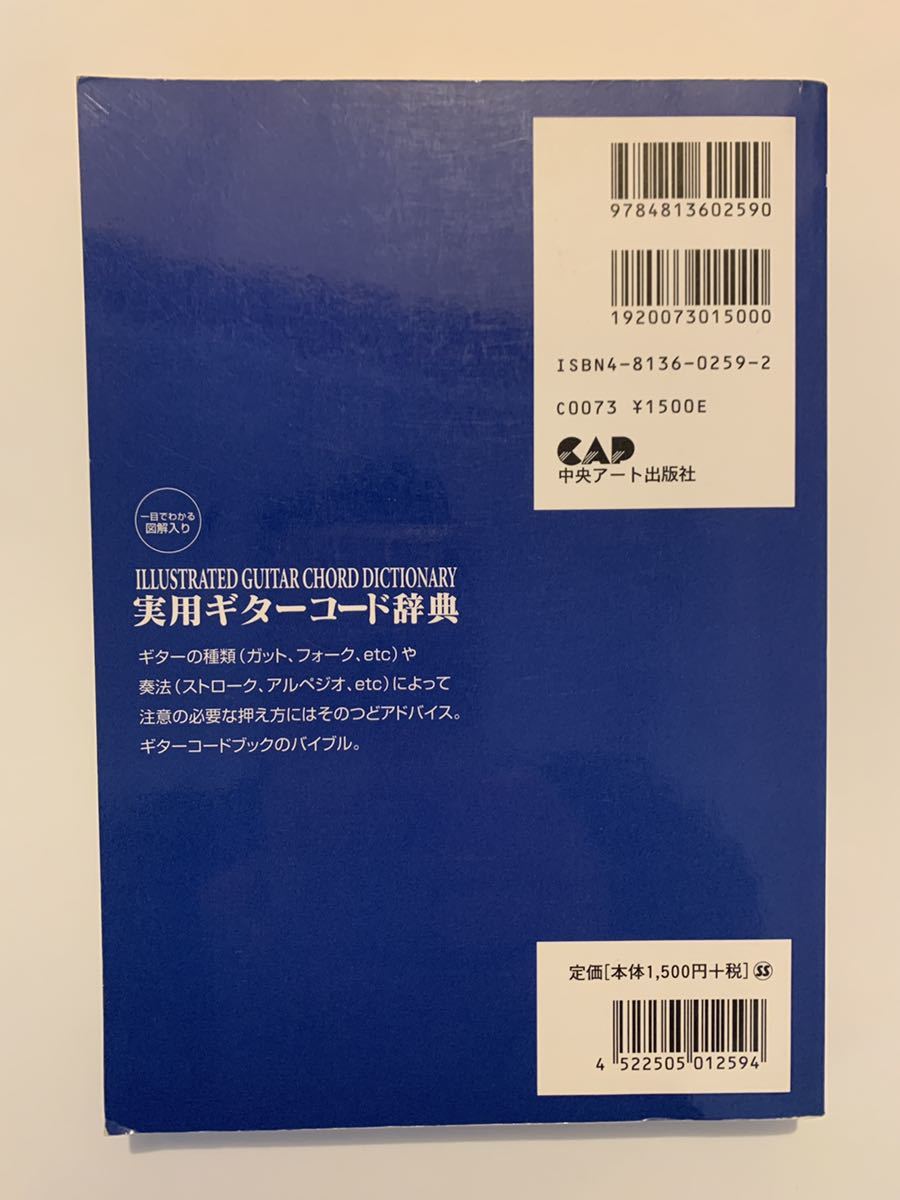 9784813602590
1920073015000
ISBN4-8136-0259-2
C0073 ¥1500E
CAP
中央アート出版社
一目でわかる
図解入り
ILLUSTRATED GUITAR CHORD DICTIONARY
実用ギターコード辞典
ギターの種類(ガット、フォーク、etc)や
奏法(ストローク、アルペジオ、etc)によって
注意の必要な押え方にはそのつどアドバイス。
ギターコードブックのバイブル。
定価[本体1,500円+税] SS
4 522505 012594